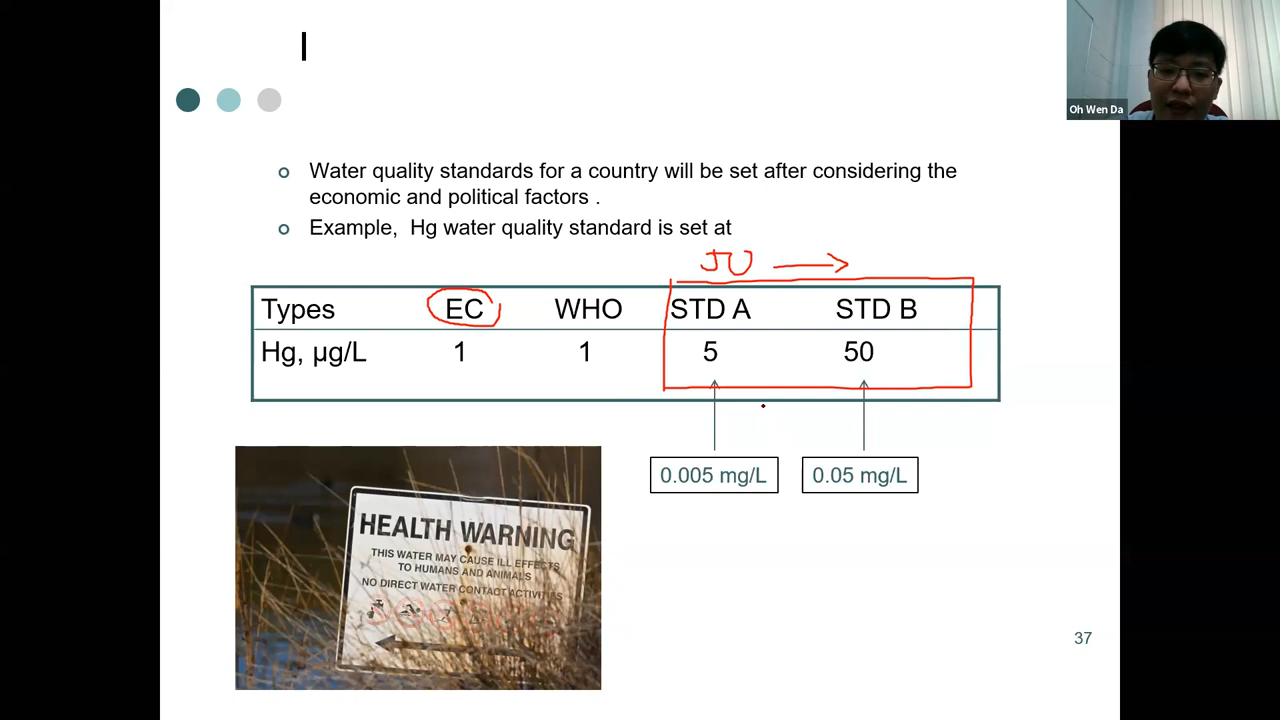 I
Oh Wen Da
Water quality standards for a country will be set after considering the
economic and political factors .
Example, Hg water quality standard is set at
Types EC WHO STD A STD B
Hg, µg/L 1 1 5 50
0.005 mg/L 0.05 mg/L
HEALTH WARNING
THIS WATER MAY CAUSE ILL EFFECTS
TO HUMANS AND ANIMALS
NO DIRECT WATER CONTACT ACTIVITIES
37